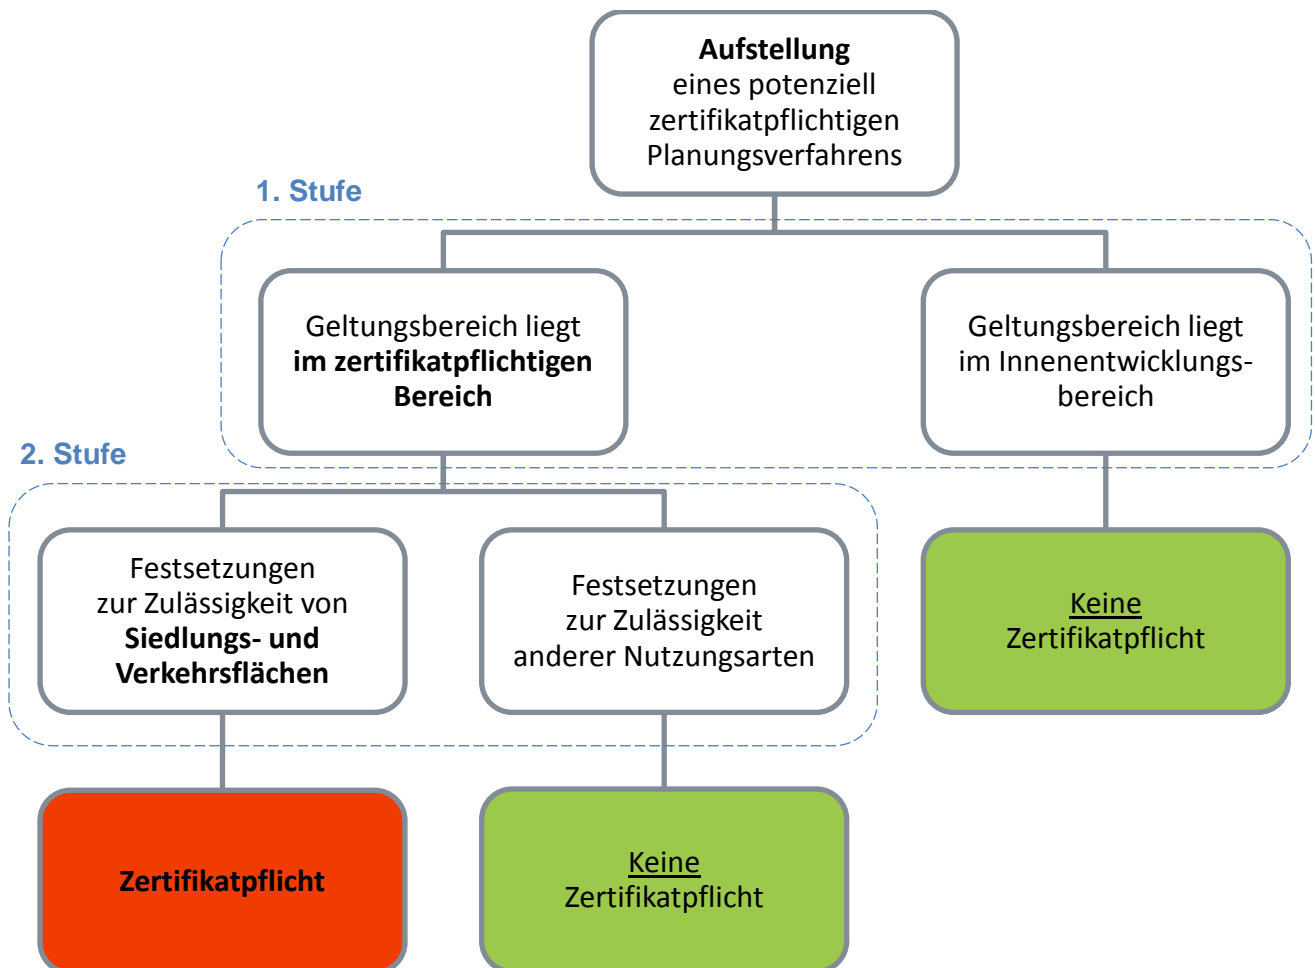 Aufstellung
eines potenziell
zertifikatpflichtigen
Planungsverfahrens
1. Stufe
Geltungsbereich liegt
im zertifikatpflichtigen
Bereich
Geltungsbereich liegt
im Innenentwicklungs-
bereich
2. Stufe
Festsetzungen
zur Zulässigkeit von
Siedlungs- und
Verkehrsflächen
Festsetzungen
zur Zulässigkeit
anderer Nutzungsarten
Keine
Zertifikatpflicht
Zertifikatpflicht
Keine
Zertifikatpflicht